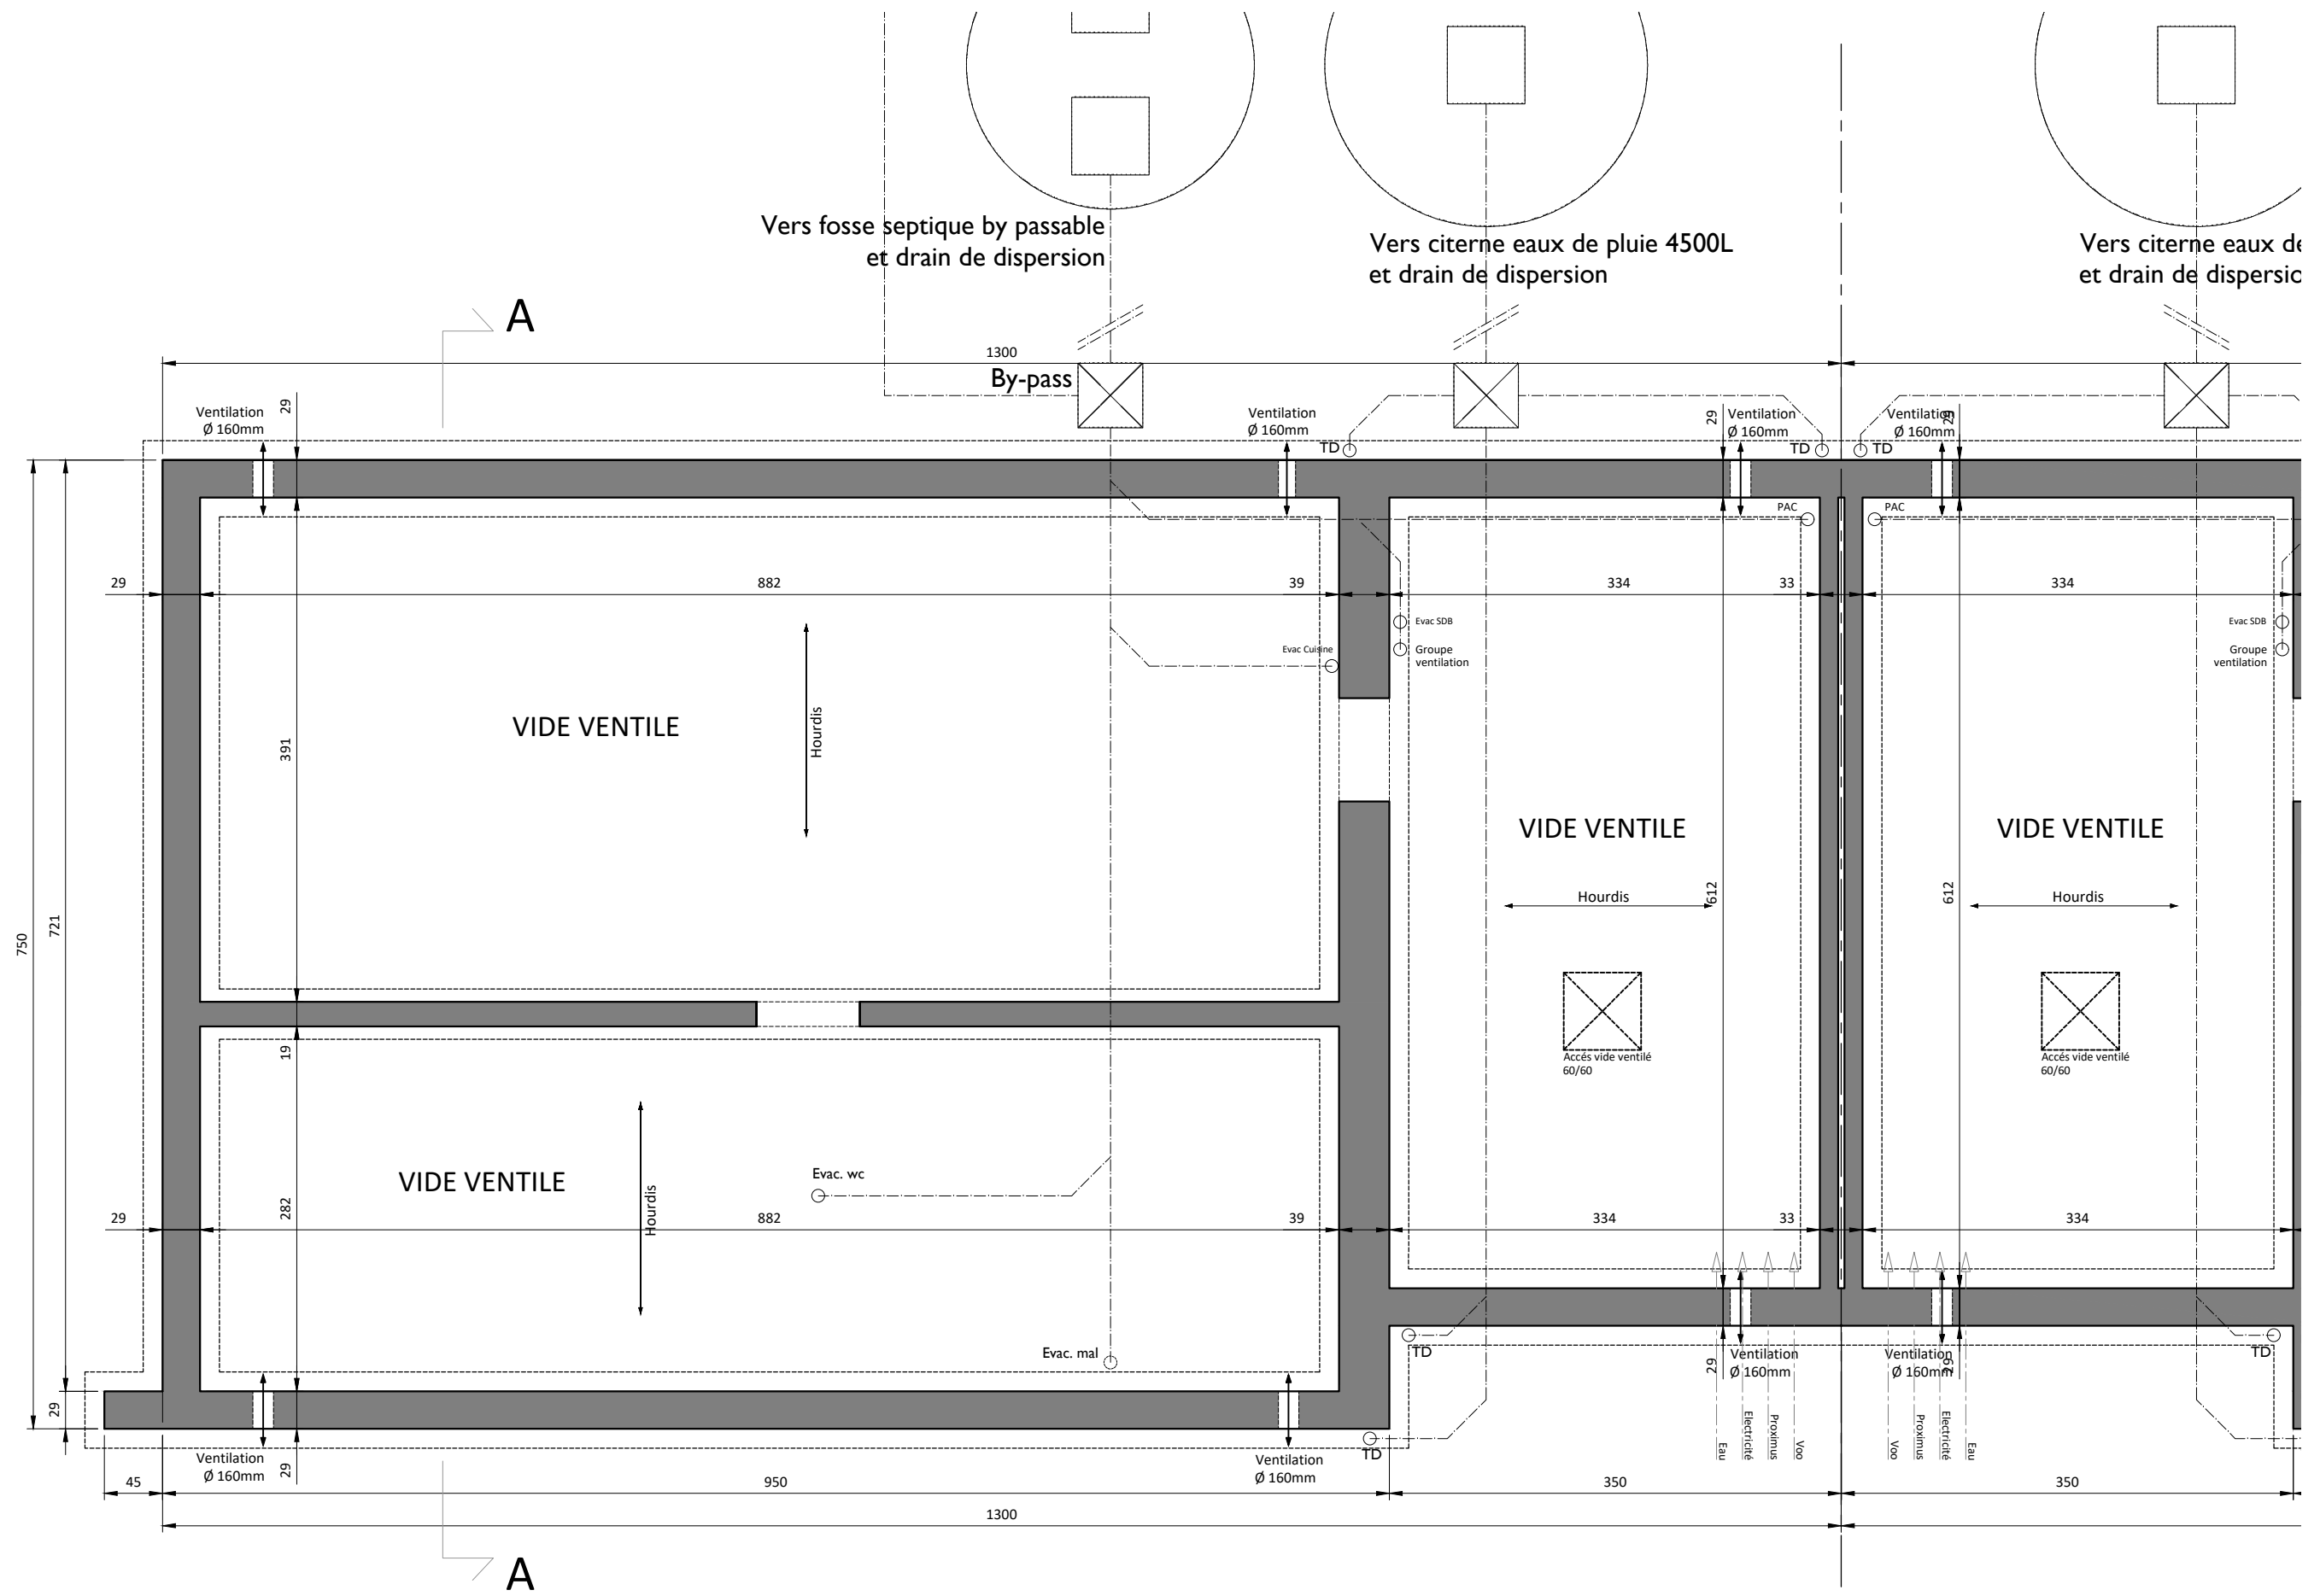 Vers fosse septique by passable
et drain de dispersion
Vers citerne eaux de pluie 4500L
et drain de dispersion
Vers citerne eaux de
et drain de dispersio
A
1300
By-pass
Ventilation
Ø 160mm
29
Ventilation
Ø 160mm
TD
29
Ventilation
Ø 160mm
TD
TD
Ventilation
Ø 160mm
29
PAC
PAC
29
882
39
334
33
334
Evac SDB
Groupe
ventilation
Evac Cuisine
Evac SDB
Groupe
ventilation
VIDE VENTILE
Hourdis
391
VIDE VENTILE
VIDE VENTILE
Hourdis
612
Hourdis
612
750
721
19
Accés vide ventilé
60/60
Accés vide ventilé
60/60
VIDE VENTILE
Hourdis
282
Evac. wc
29
882
39
334
33
334
Evac. mal
TD
29
Ventilation
Ø 160mm
Ventilation
Ø 160mm
29
TD
29
Eau
Electricité
Proximus
Voo
Voo
Proximus
Electricité
Eau
Ventilation
Ø 160mm
29
Ventilation
Ø 160mm
TD
45
950
350
350
1300
A